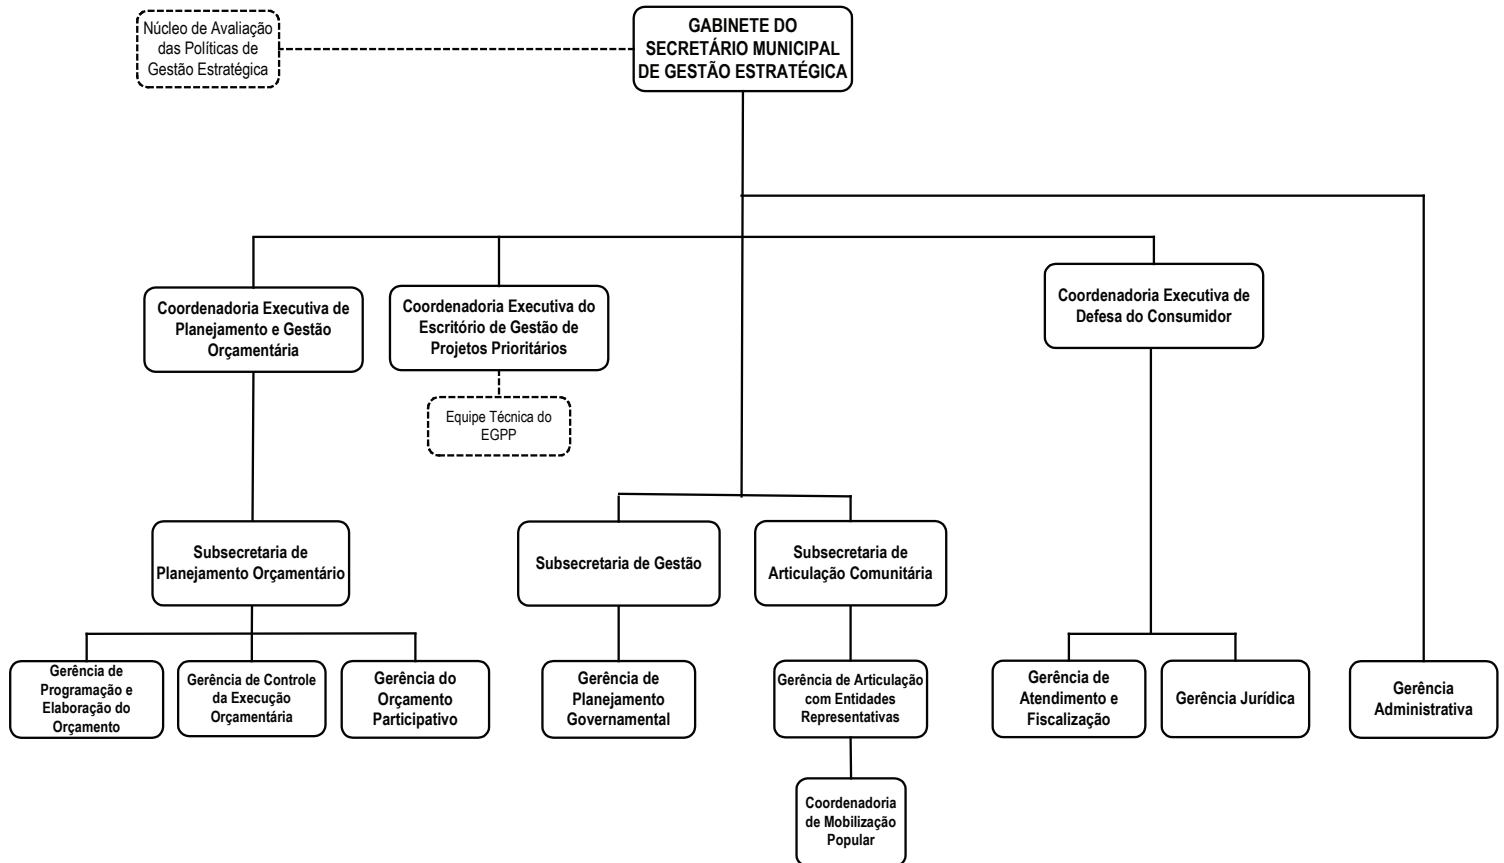 Núcleo de Avaliação
das Políticas de
Gestão Estratégica
GABINETE DO
SECRETÁRIO MUNICIPAL
DE GESTÃO ESTRATÉGICA
Coordenadoria Executiva de
Planejamento e Gestão
Orçamentária
Coordenadoria Executiva do
Escritório de Gestão de
Projetos Prioritários
Coordenadoria Executiva de
Defesa do Consumidor
Equipe Técnica do
EGPP
Subsecretaria de
Planejamento Orçamentário
Subsecretaria de Gestão
Subsecretaria de
Articulação Comunitária
Gerência de
Programação e
Elaboração do
Orçamento
Gerência de Controle
da Execução
Orçamentária
Gerência do
Orçamento
Participativo
Gerência de
Planejamento
Governamental
Gerência de Articulação
com Entidades
Representativas
Gerência de
Atendimento e
Fiscalização
Gerência Jurídica
Gerência
Administrativa
Coordenadoria
de Mobilização
Popular